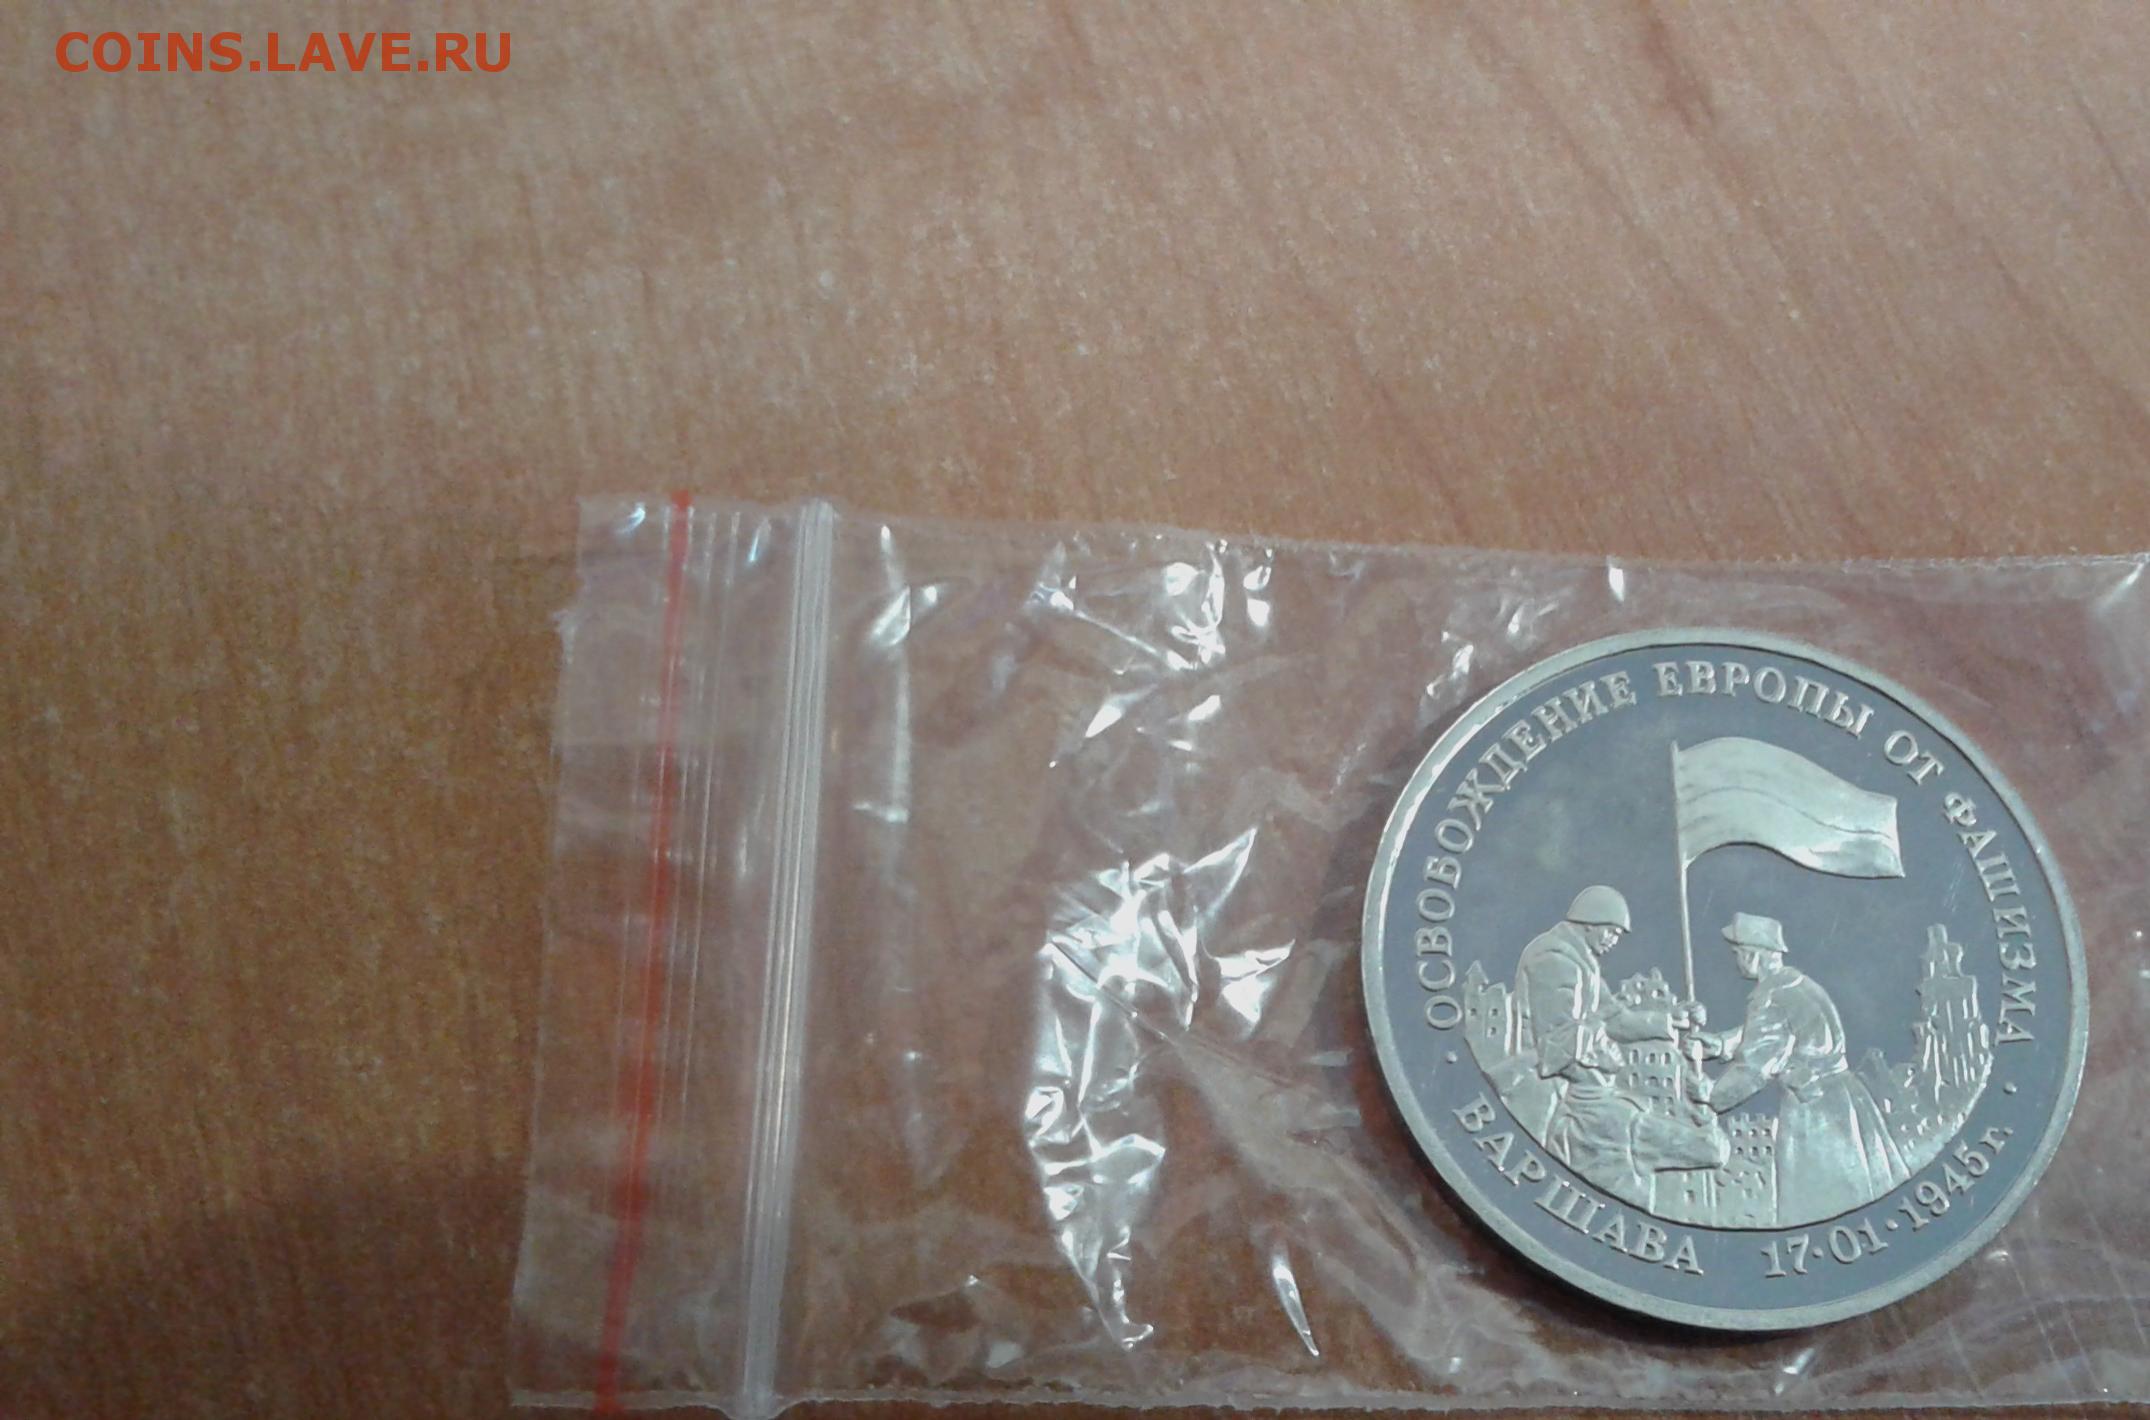 COINS.LAVE.RU
· ОСВОБОЖДЕНИЕ ЕВРОПЫ ОТ ФАШИЗМА ·
ВАРШАВА 17·01·1945 г.